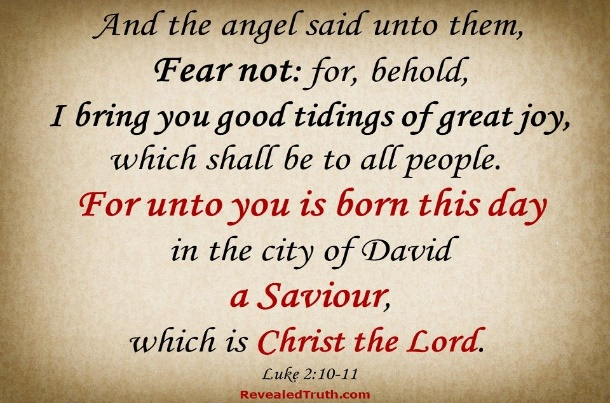 And the angel said unto them,
Fear not: for, behold,
I bring you good tidings of great joy,
which shall be to all people.
For unto you is born this day
in the city of David
a Saviour,
which is Christ the Lord.
Luke 2:10-11
RevealedTruth.com